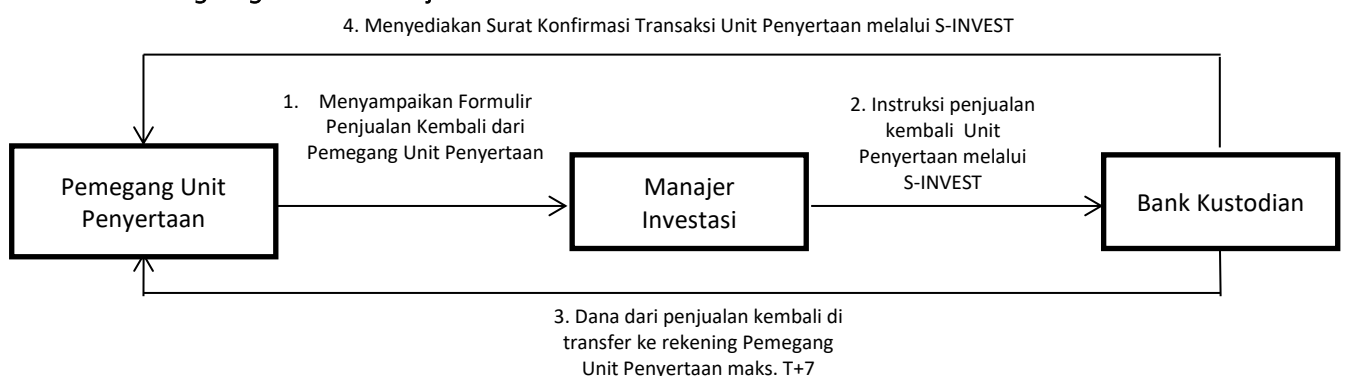 4. Menyediakan Surat Konfirmasi Transaksi Unit Penyertaan melalui S-INVEST
1. Menyampaikan Formulir
Penjualan Kembali dari
Pemegang Unit Penyertaan
2. Instruksi penjualan
kembali Unit
Penyertaan melalui
S-INVEST
Pemegang Unit
Penyertaan
Manajer
Investasi
Bank Kustodian
3. Dana dari penjualan kembali di
transfer ke rekening Pemegang
Unit Penyertaan maks. T+7